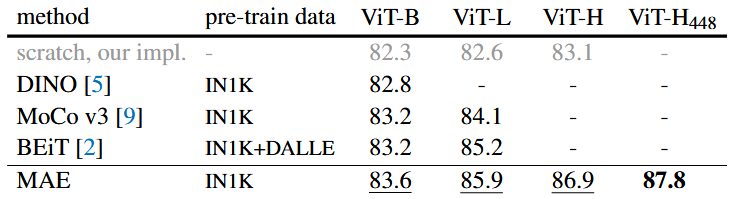 method pre-train data ViT-B ViT-L ViT-H ViT-H448
scratch, our impl. - 82.3 82.6 83.1 -
DINO [5] IN1K 82.8 - - -
MoCo v3 [9] IN1K 83.2 84.1 - -
BEiT [2] IN1K+DALLE 83.2 85.2 - -
MAE IN1K 83.6 85.9 86.9 87.8